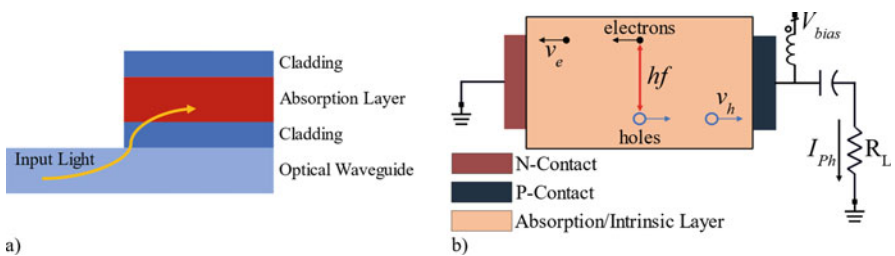 Cladding
Absorption Layer
Cladding
Input Light
Optical Waveguide
a)
electrons
v_e
hf
v_h
holes
V_bias
I_Ph
R_L
N-Contact
P-Contact
Absorption/Intrinsic Layer
b)